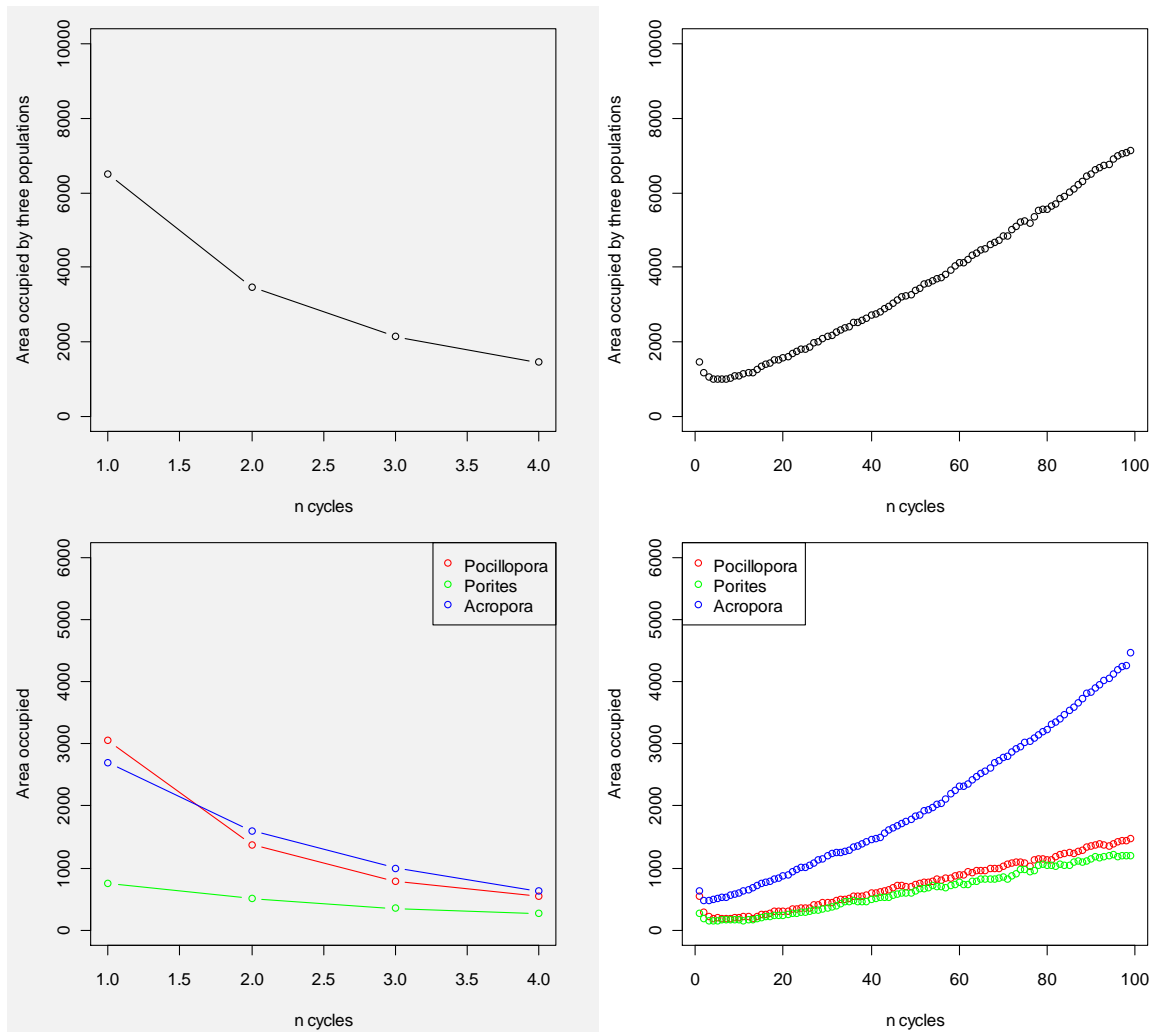 Area occupied by three populations
0 2000 4000 6000 8000 10000
1.0 1.5 2.0 2.5 3.0 3.5 4.0
n cycles
Area occupied by three populations
0 2000 4000 6000 8000 10000
0 20 40 60 80 100
n cycles
Area occupied
0 1000 2000 3000 4000 5000 6000
Pocillopora
Porites
Acropora
1.0 1.5 2.0 2.5 3.0 3.5 4.0
n cycles
Area occupied
0 1000 2000 3000 4000 5000 6000
Pocillopora
Porites
Acropora
0 20 40 60 80 100
n cycles